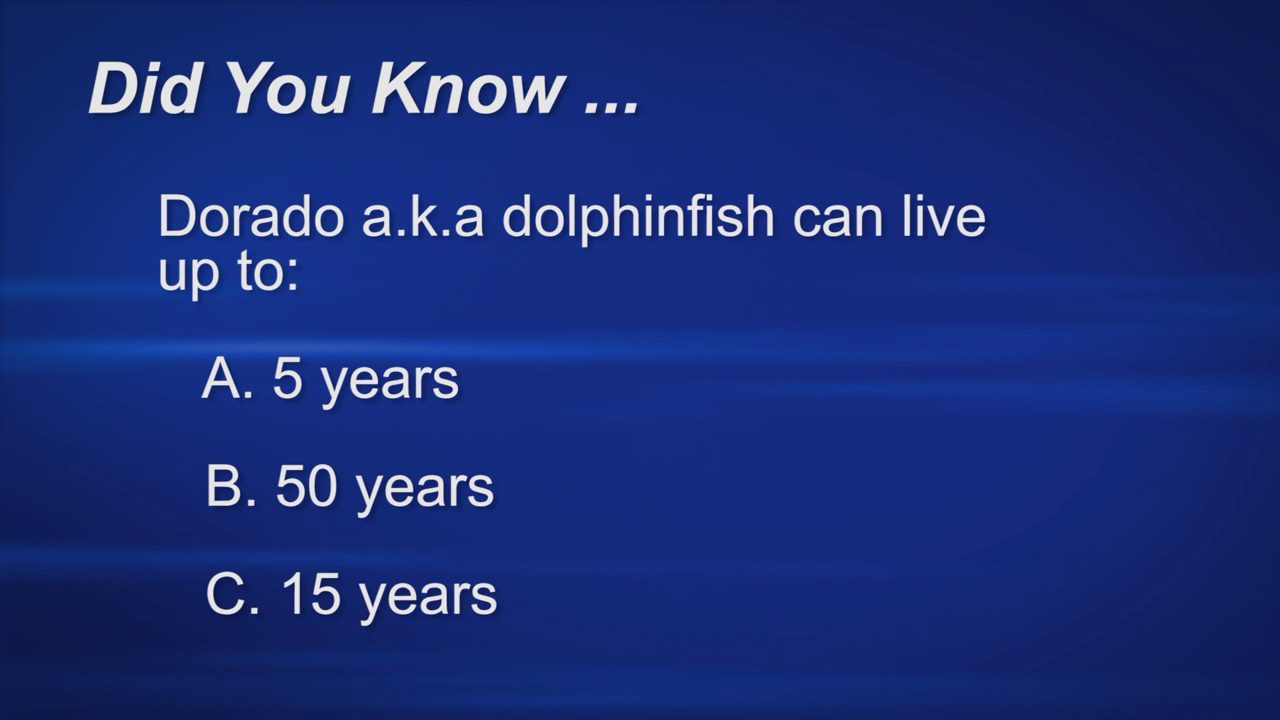 Did You Know ...
Dorado a.k.a dolphinfish can live
up to:
A. 5 years
B. 50 years
C. 15 years